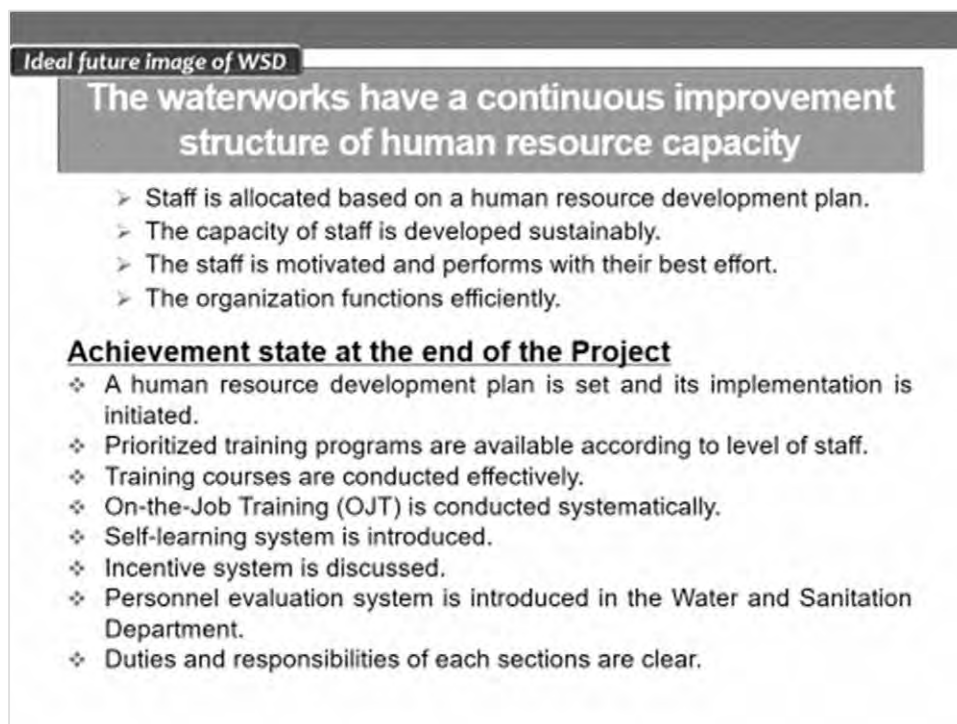 Ideal future image of WSD
The waterworks have a continuous improvement
structure of human resource capacity
➢ Staff is allocated based on a human resource development plan.
➢ The capacity of staff is developed sustainably.
➢ The staff is motivated and performs with their best effort.
➢ The organization functions efficiently.
Achievement state at the end of the Project
❖ A human resource development plan is set and its implementation is
initiated.
❖ Prioritized training programs are available according to level of staff.
❖ Training courses are conducted effectively.
❖ On-the-Job Training (OJT) is conducted systematically.
❖ Self-learning system is introduced.
❖ Incentive system is discussed.
❖ Personnel evaluation system is introduced in the Water and Sanitation
Department.
❖ Duties and responsibilities of each sections are clear.